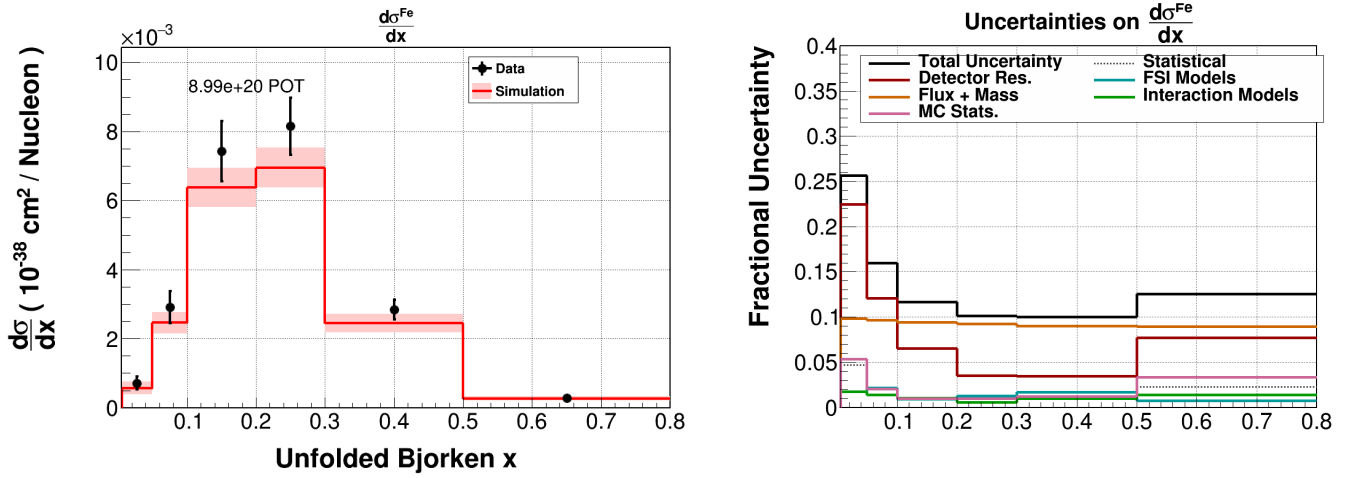 dσ^Fe
dx
×10⁻³
10
8
6
4
2
0
8.99e+20 POT
Data
Simulation
0.1 0.2 0.3 0.4 0.5 0.6 0.7 0.8
Unfolded Bjorken x
dσ/dx ( 10⁻³⁸ cm² / Nucleon )
Uncertainties on dσ^Fe/dx
0.4
0.35
0.3
0.25
0.2
0.15
0.1
0.05
0
Total Uncertainty
Detector Res.
Flux + Mass
MC Stats.
Statistical
FSI Models
Interaction Models
0.1 0.2 0.3 0.4 0.5 0.6 0.7 0.8
Fractional Uncertainty